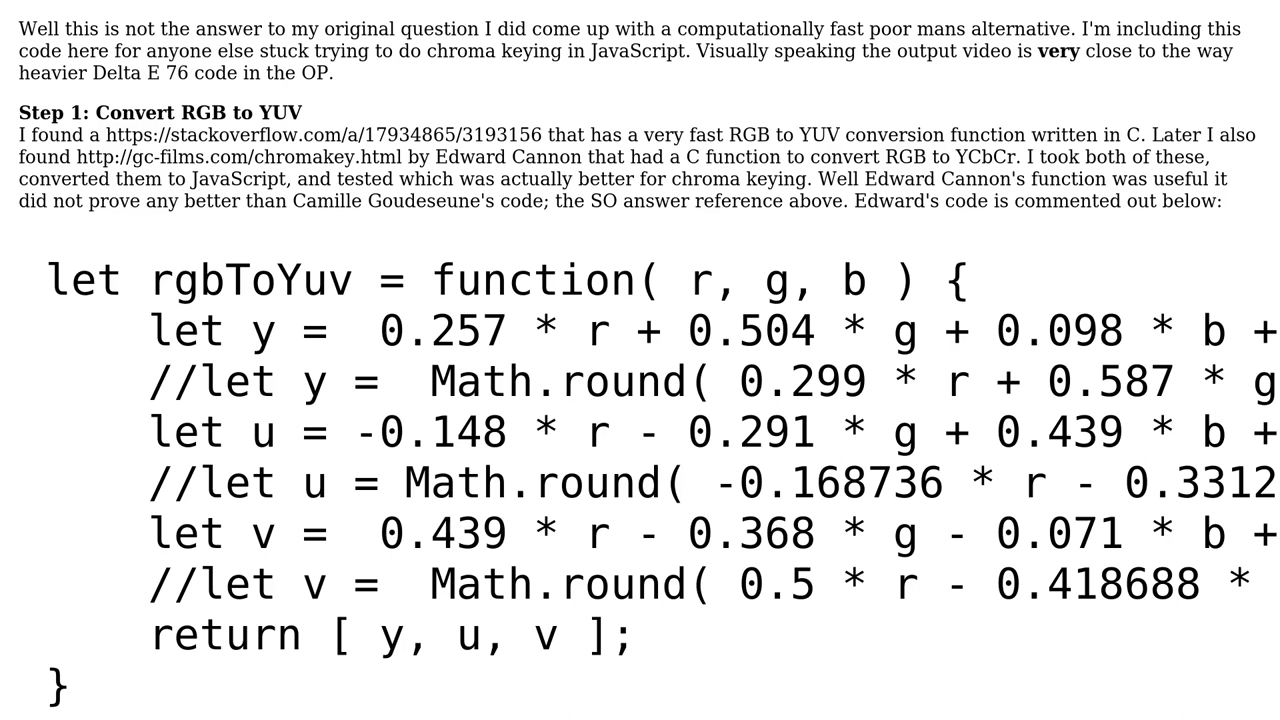 Well this is not the answer to my original question I did come up with a computationally fast poor mans alternative. I'm including this
code here for anyone else stuck trying to do chroma keying in JavaScript. Visually speaking the output video is very close to the way
heavier Delta E 76 code in the OP.
Step 1: Convert RGB to YUV
I found a https://stackoverflow.com/a/17934865/3193156 that has a very fast RGB to YUV conversion function written in C. Later I also
found http://gc-films.com/chromakey.html by Edward Cannon that had a C function to convert RGB to YCbCr. I took both of these,
converted them to JavaScript, and tested which was actually better for chroma keying. Well Edward Cannon's function was useful it
did not prove any better than Camille Goudeseune's code; the SO answer reference above. Edward's code is commented out below:
let rgbToYuv = function( r, g, b ) {
    let y =  0.257 * r + 0.504 * g + 0.098 * b +
    //let y =  Math.round( 0.299 * r + 0.587 * g
    let u = -0.148 * r - 0.291 * g + 0.439 * b +
    //let u = Math.round( -0.168736 * r - 0.3312
    let v =  0.439 * r - 0.368 * g - 0.071 * b +
    //let v =  Math.round( 0.5 * r - 0.418688 *
    return [ y, u, v ];
}